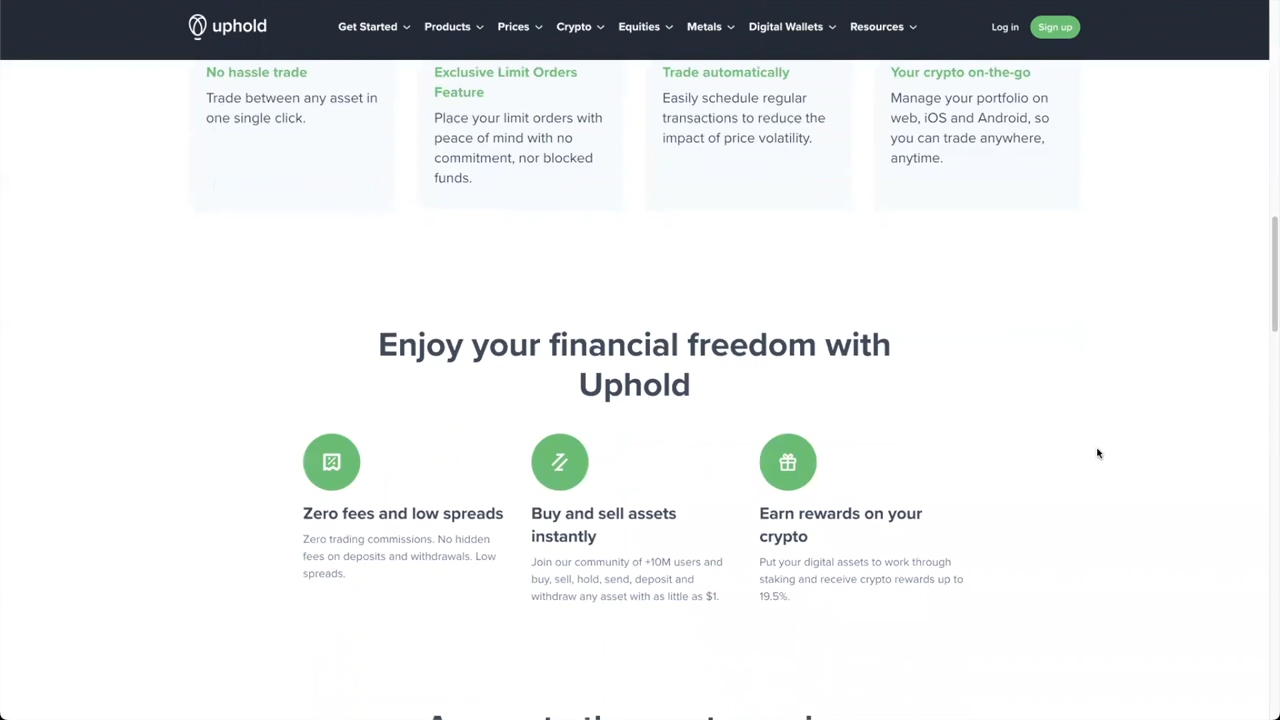 uphold
Get Started Products Prices Crypto Equities Metals Digital Wallets Resources Log in Sign up
No hassle trade
Trade between any asset in
one single click.
Exclusive Limit Orders
Feature
Place your limit orders with
peace of mind with no
commitment, nor blocked
funds.
Trade automatically
Easily schedule regular
transactions to reduce the
impact of price volatility.
Your crypto on-the-go
Manage your portfolio on
web, iOS and Android, so
you can trade anywhere,
anytime.
Enjoy your financial freedom with
Uphold
Zero fees and low spreads
Zero trading commissions. No hidden
fees on deposits and withdrawals. Low
spreads.
Buy and sell assets
instantly
Join our community of +10M users and
buy, sell, hold, send, deposit and
withdraw any asset with as little as $1.
Earn rewards on your
crypto
Put your digital assets to work through
staking and receive crypto rewards up to
19.5%.